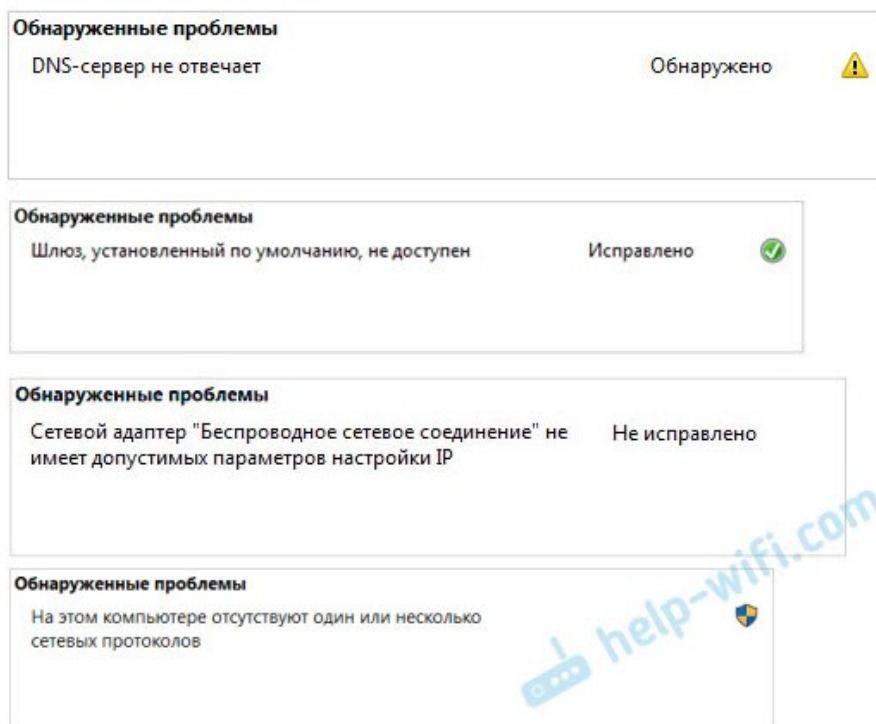 Обнаруженные проблемы
DNS-сервер не отвечает Обнаружено
Обнаруженные проблемы
Шлюз, установленный по умолчанию, не доступен Исправлено
Обнаруженные проблемы
Сетевой адаптер "Беспроводное сетевое соединение" не Не исправлено
имеет допустимых параметров настройки IP
Обнаруженные проблемы
На этом компьютере отсутствуют один или несколько
сетевых протоколов
help-wifi.com